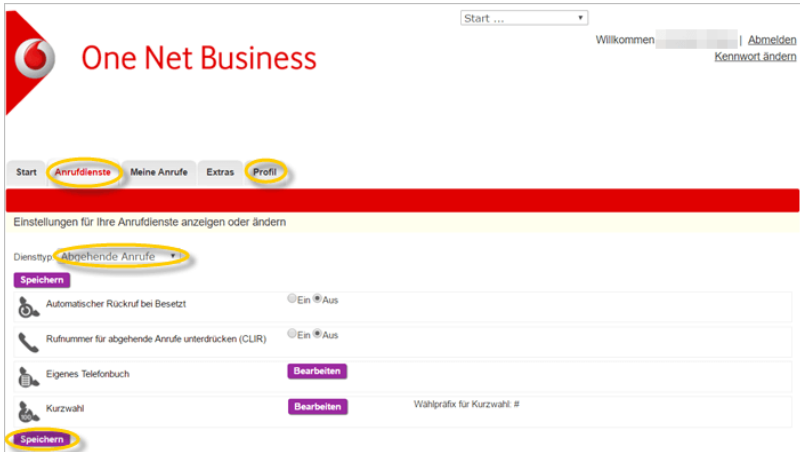 Start ...
Willkommen | Abmelden
Kennwort ändern
One Net Business
Start Anrufdienste Meine Anrufe Extras Profil
Einstellungen für Ihre Anrufdienste anzeigen oder ändern
Diensttyp: Abgehende Anrufe
Speichern
Automatischer Rückruf bei Besetzt Ein Aus
Rufnummer für abgehende Anrufe unterdrücken (CLIR) Ein Aus
Eigenes Telefonbuch Bearbeiten
Kurzwahl Bearbeiten Wählpräfix für Kurzwahl: #
Speichern